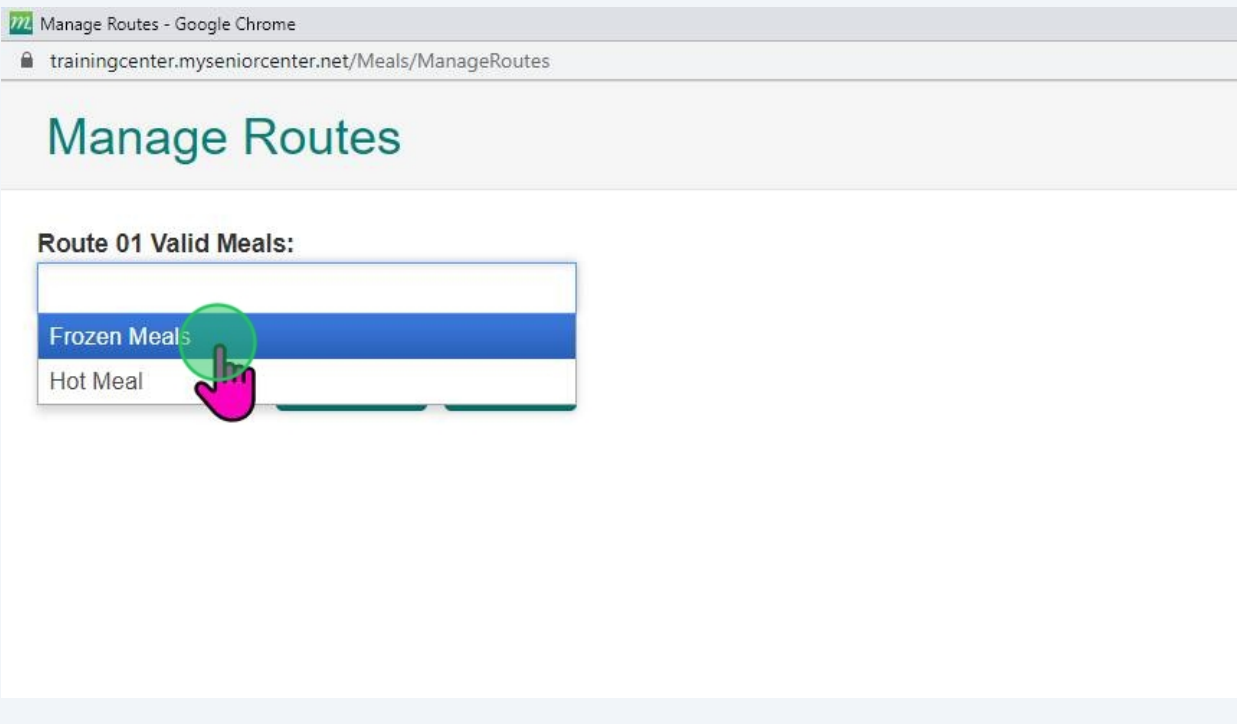 Manage Routes - Google Chrome
trainingcenter.myseniorcenter.net/Meals/ManageRoutes
Manage Routes
Route 01 Valid Meals:
Frozen Meals
Hot Meal